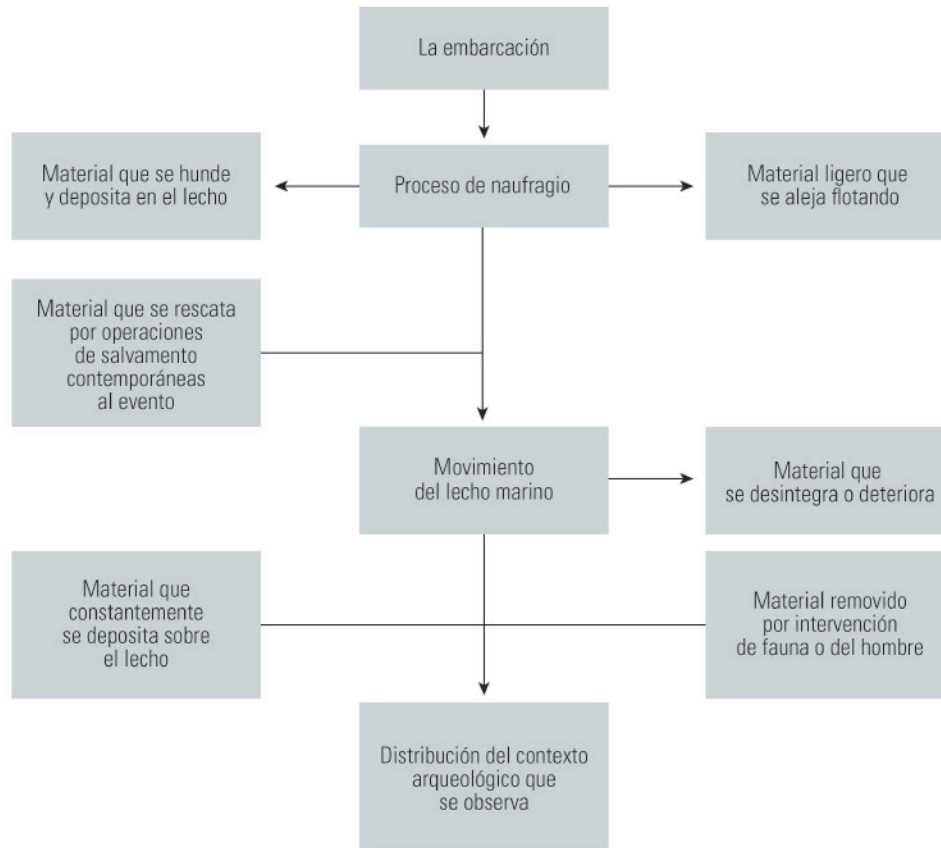 La embarcación
Material que se hunde
y deposita en el lecho
Proceso de naufragio
Material ligero que
se aleja flotando
Material que se rescata
por operaciones
de salvamento
contemporáneas
al evento
Movimiento
del lecho marino
Material que
se desintegra o deteriora
Material que
constantemente
se deposita sobre
el lecho
Material removido
por intervención
de fauna o del hombre
Distribución del contexto
arqueológico que
se observa